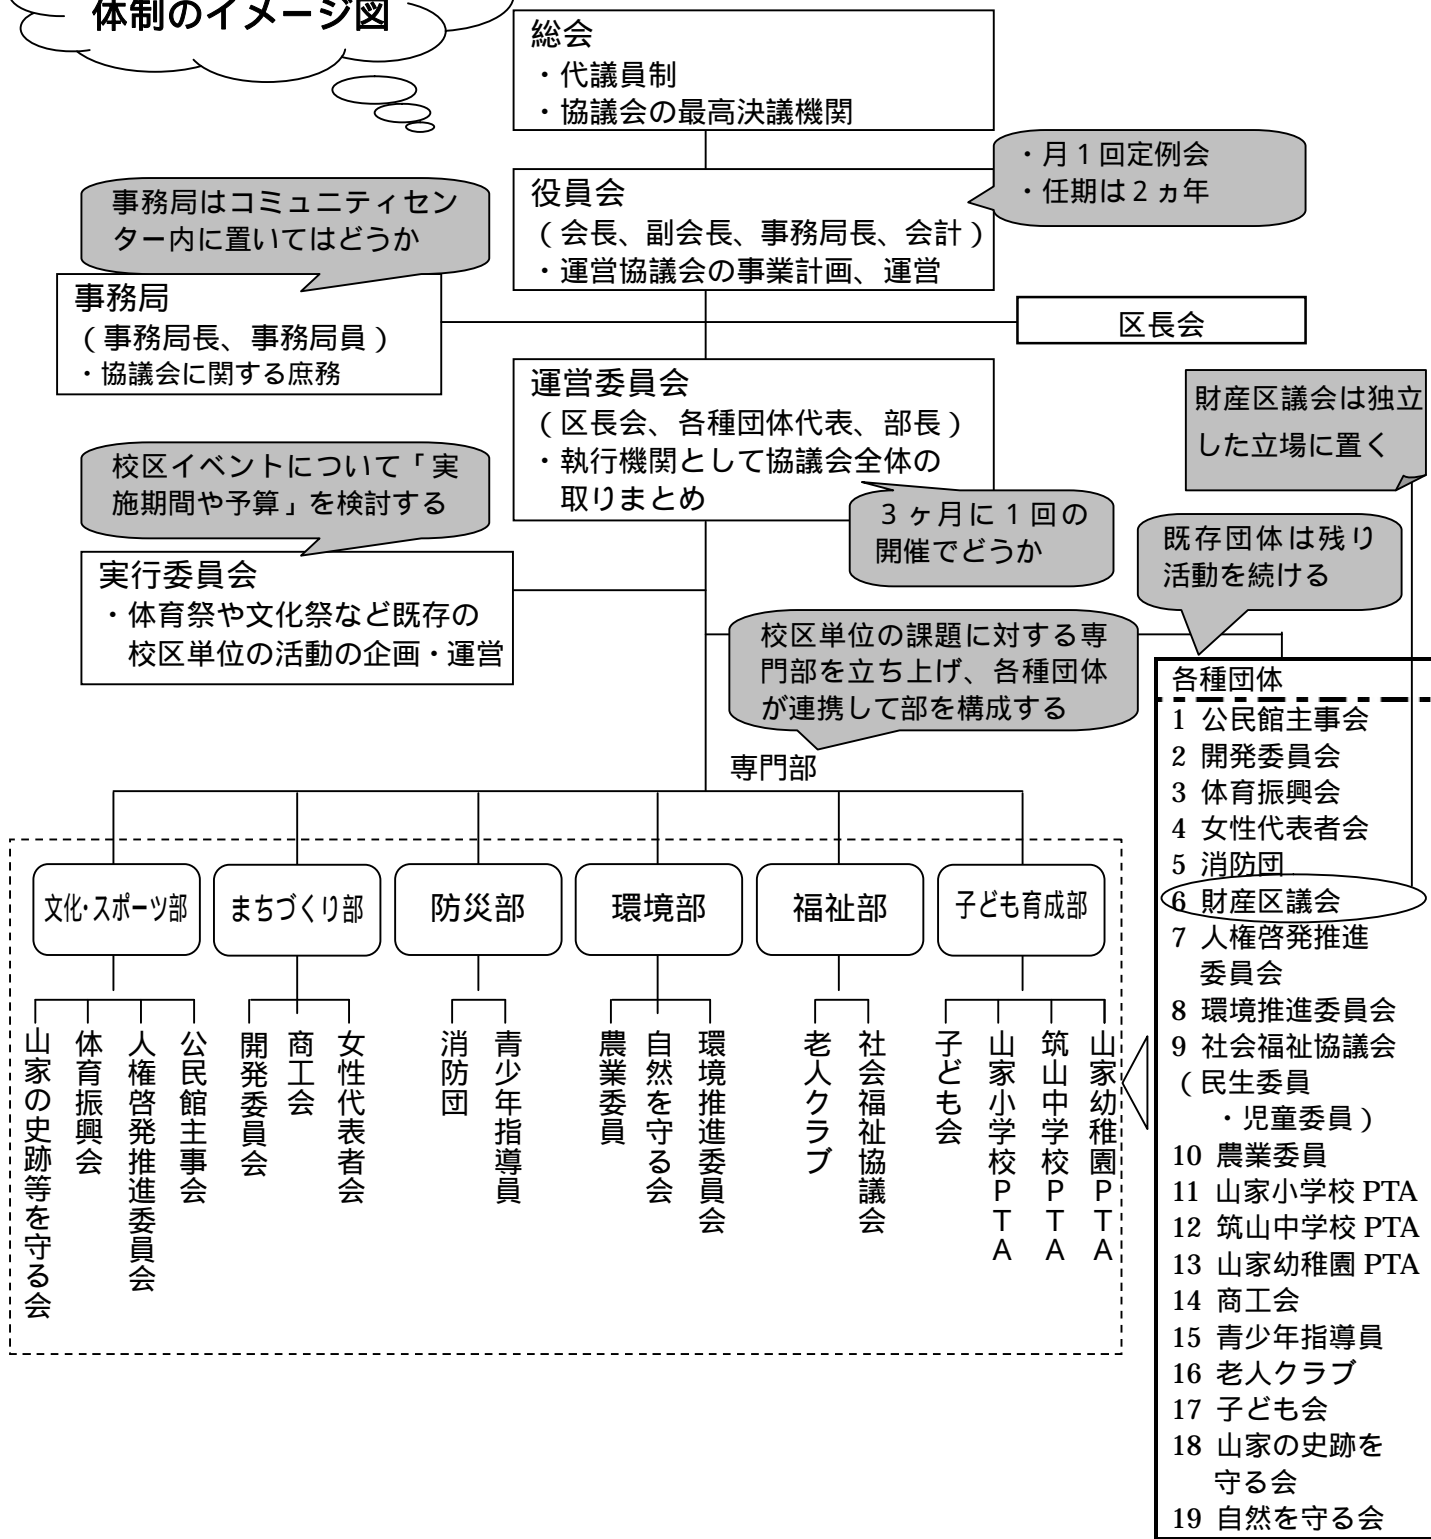 体制のイメージ図
総会
・代議員制
・協議会の最高決議機関
・月1回定例会
・任期は2ヵ年
役員会
(会長、副会長、事務局長、会計)
・運営協議会の事業計画、運営
事務局はコミュニティセン
ター内に置いてはどうか
事務局
(事務局長、事務局員)
・協議会に関する庶務
区長会
運営委員会
(区長会、各種団体代表、部長)
・執行機関として協議会全体の
取りまとめ
3ヶ月に1回の
開催でどうか
財産区議会は独立
した立場に置く
校区イベントについて「実
施期間や予算」を検討する
実行委員会
・体育祭や文化祭など既存の
校区単位の活動の企画・運営
既存団体は残り
活動を続ける
校区単位の課題に対する専
門部を立ち上げ、各種団体
が連携して部を構成する
専門部
文化・スポーツ部
まちづくり部
防災部
環境部
福祉部
子ども育成部
山家の史跡等を守る会
体育振興会
人権啓発推進委員会
公民館主事会
開発委員会
商工会
女性代表者会
消防団
青少年指導員
農業委員
自然を守る会
環境推進委員会
老人クラブ
社会福祉協議会
子ども会
山家小学校PTA
筑山中学校PTA
山家幼稚園PTA
各種団体
1 公民館主事会
2 開発委員会
3 体育振興会
4 女性代表者会
5 消防団
6 財産区議会
7 人権啓発推進
委員会
8 環境推進委員会
9 社会福祉協議会
(民生委員
・児童委員)
10 農業委員
11 山家小学校 PTA
12 筑山中学校 PTA
13 山家幼稚園 PTA
14 商工会
15 青少年指導員
16 老人クラブ
17 子ども会
18 山家の史跡を
守る会
19 自然を守る会